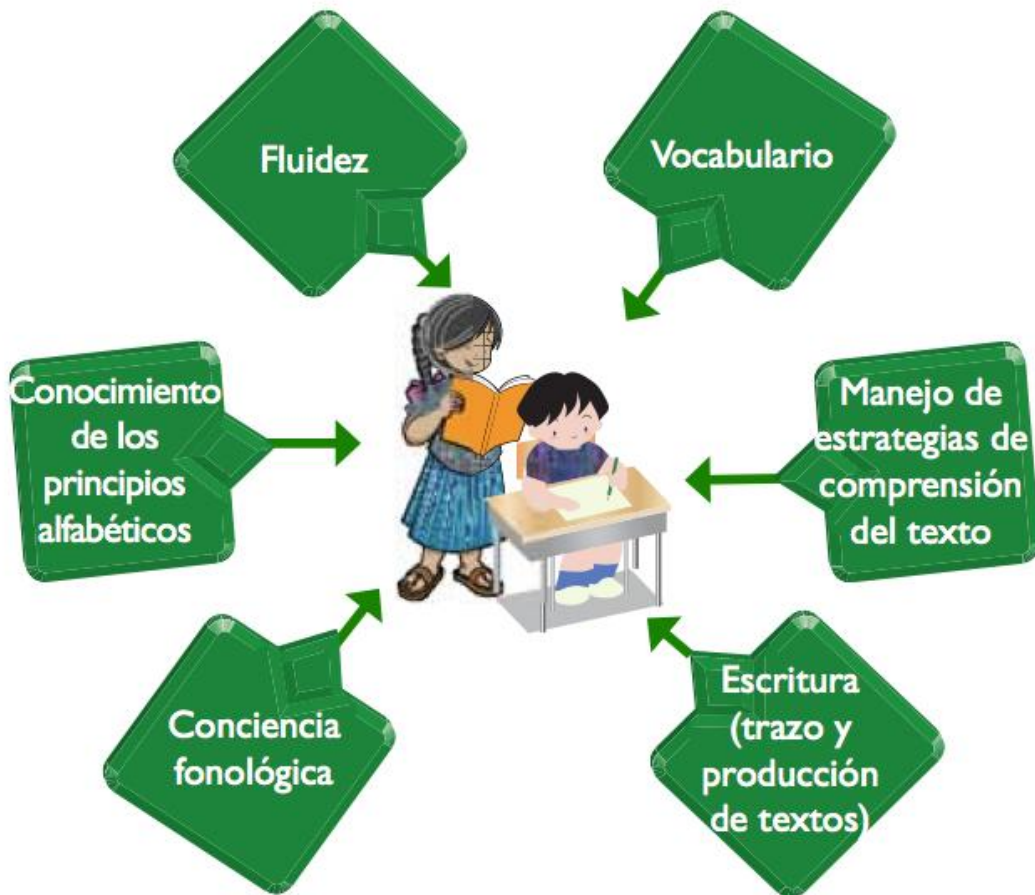 Fluidez
Vocabulario
Conocimiento
de los
principios
alfabéticos
Manejo de
estrategias de
comprensión
del texto
Conciencia
fonológica
Escritura
(trazo y
producción
de textos)